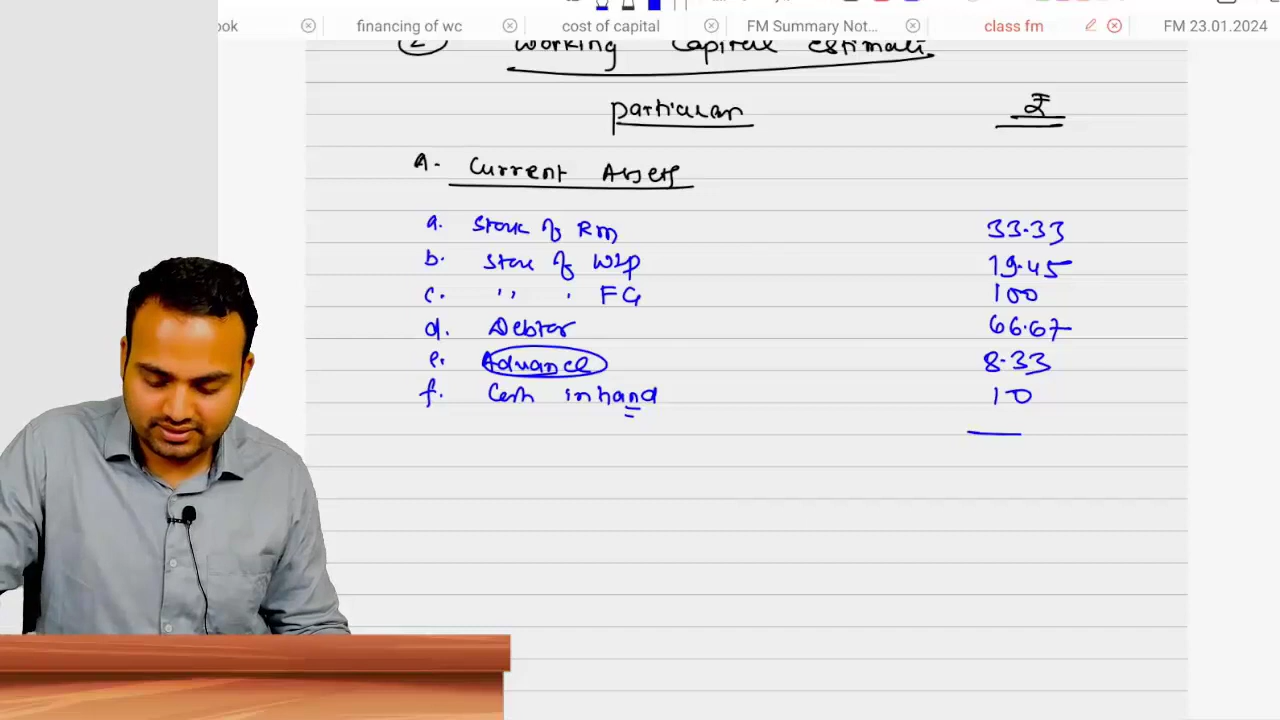 ook financing of wc cost of capital FM Summary Not... class fm FM 23.01.2024
2 Working Capital estimate
particular ₹
A. Current Assets
a. Stock of RM 33.33
b. Stock of WIP 19.45
c. " " FG 100
d. Debtor 66.67
e. Advance 8.33
f. Cash in hand 10